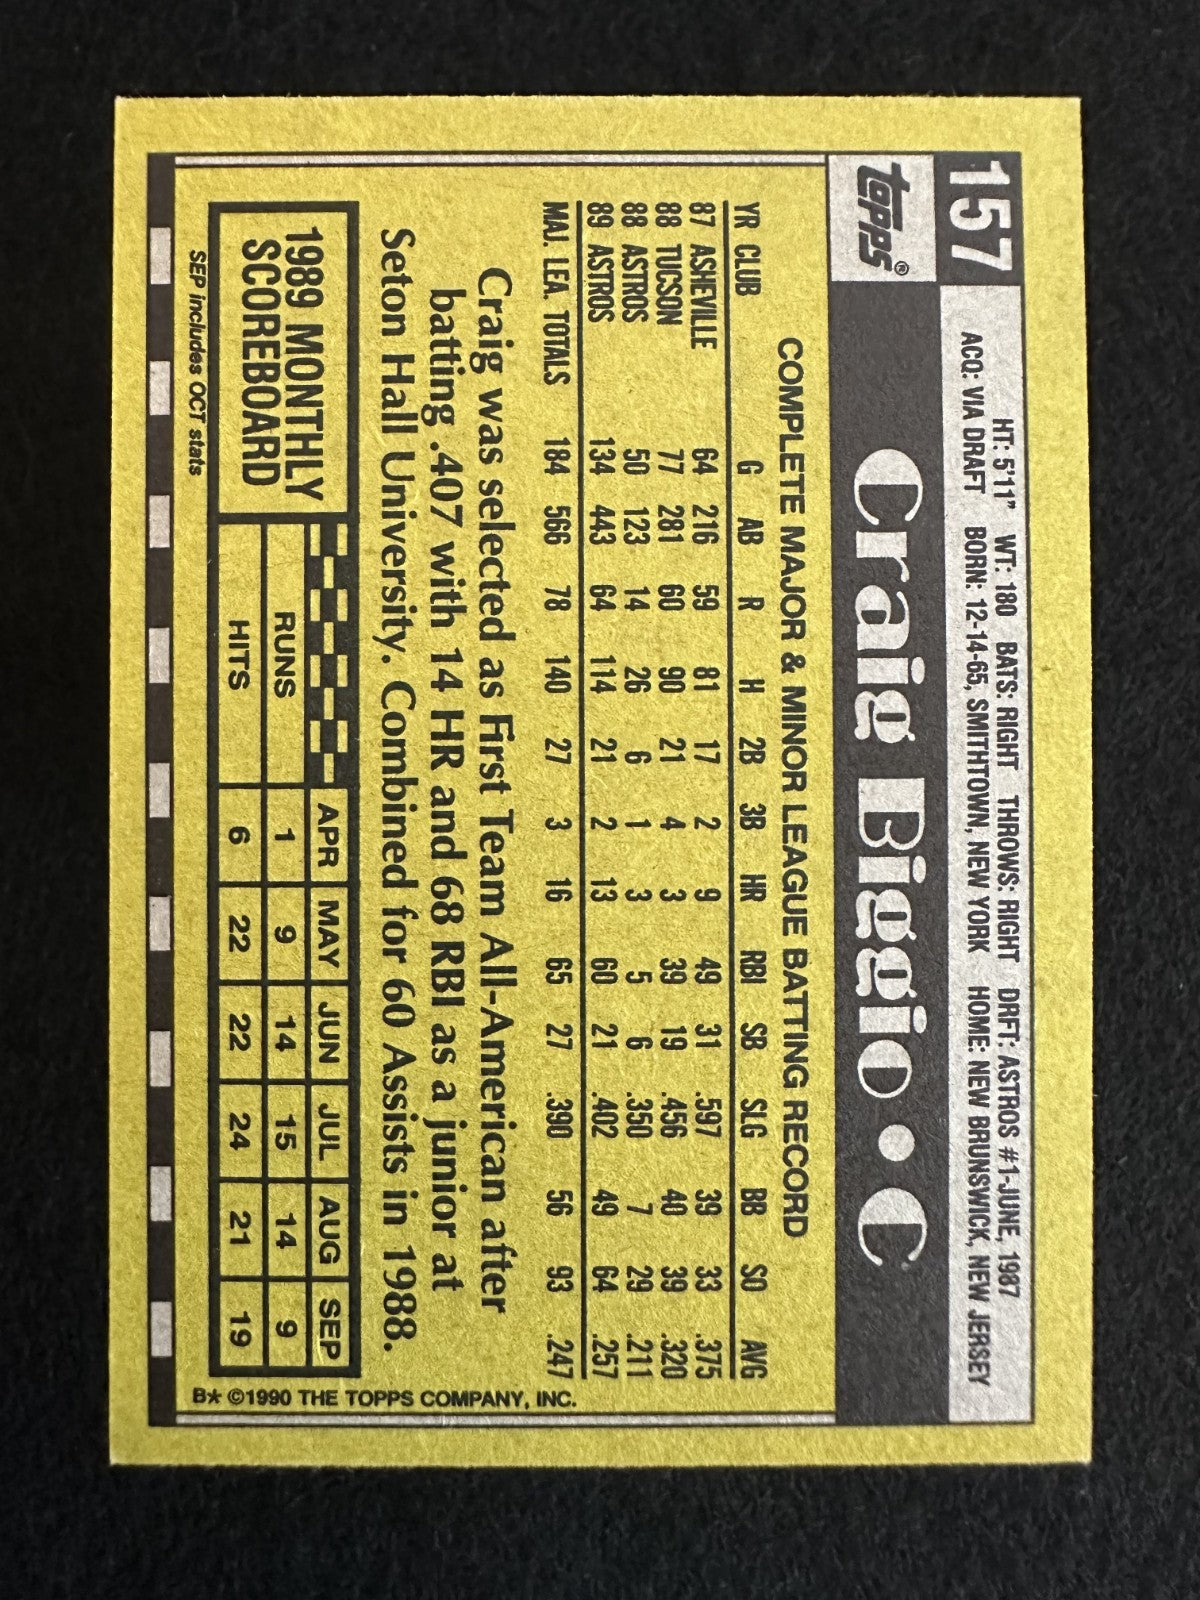 157
HT: 5'11" WT: 180 BATS: RIGHT THROWS: RIGHT DRFT: ASTROS #1-JUNE, 1987
ACQ: VIA DRAFT BORN: 12-14-65, SMITHTOWN, NEW YORK HOME: NEW BRUNSWICK, NEW JERSEY
topps®
Craig Biggio • C
COMPLETE MAJOR & MINOR LEAGUE BATTING RECORD
YR CLUB G AB R H 2B 3B HR RBI SB SLG BB SO AVG
87 ASHEVILLE 64 216 59 81 17 2 9 49 31 .597 39 33 .375
88 TUCSON 77 281 60 90 21 4 3 39 19 .456 40 39 .320
88 ASTROS 50 123 14 26 6 1 3 5 6 .350 7 29 .211
89 ASTROS 134 443 64 114 21 2 13 60 21 .402 49 64 .257
MAJ. LEA. TOTALS 184 566 78 140 27 3 16 65 27 .390 56 93 .247
Craig was selected as First Team All-American after
batting .407 with 14 HR and 68 RBI as a junior at
Seton Hall University. Combined for 60 Assists in 1988.
1989 MONTHLY
SCOREBOARD
APR MAY JUN JUL AUG SEP
RUNS 1 9 14 15 14 9
HITS 6 22 22 24 21 19
SEP includes OCT stats
B* ©1990 THE TOPPS COMPANY, INC.